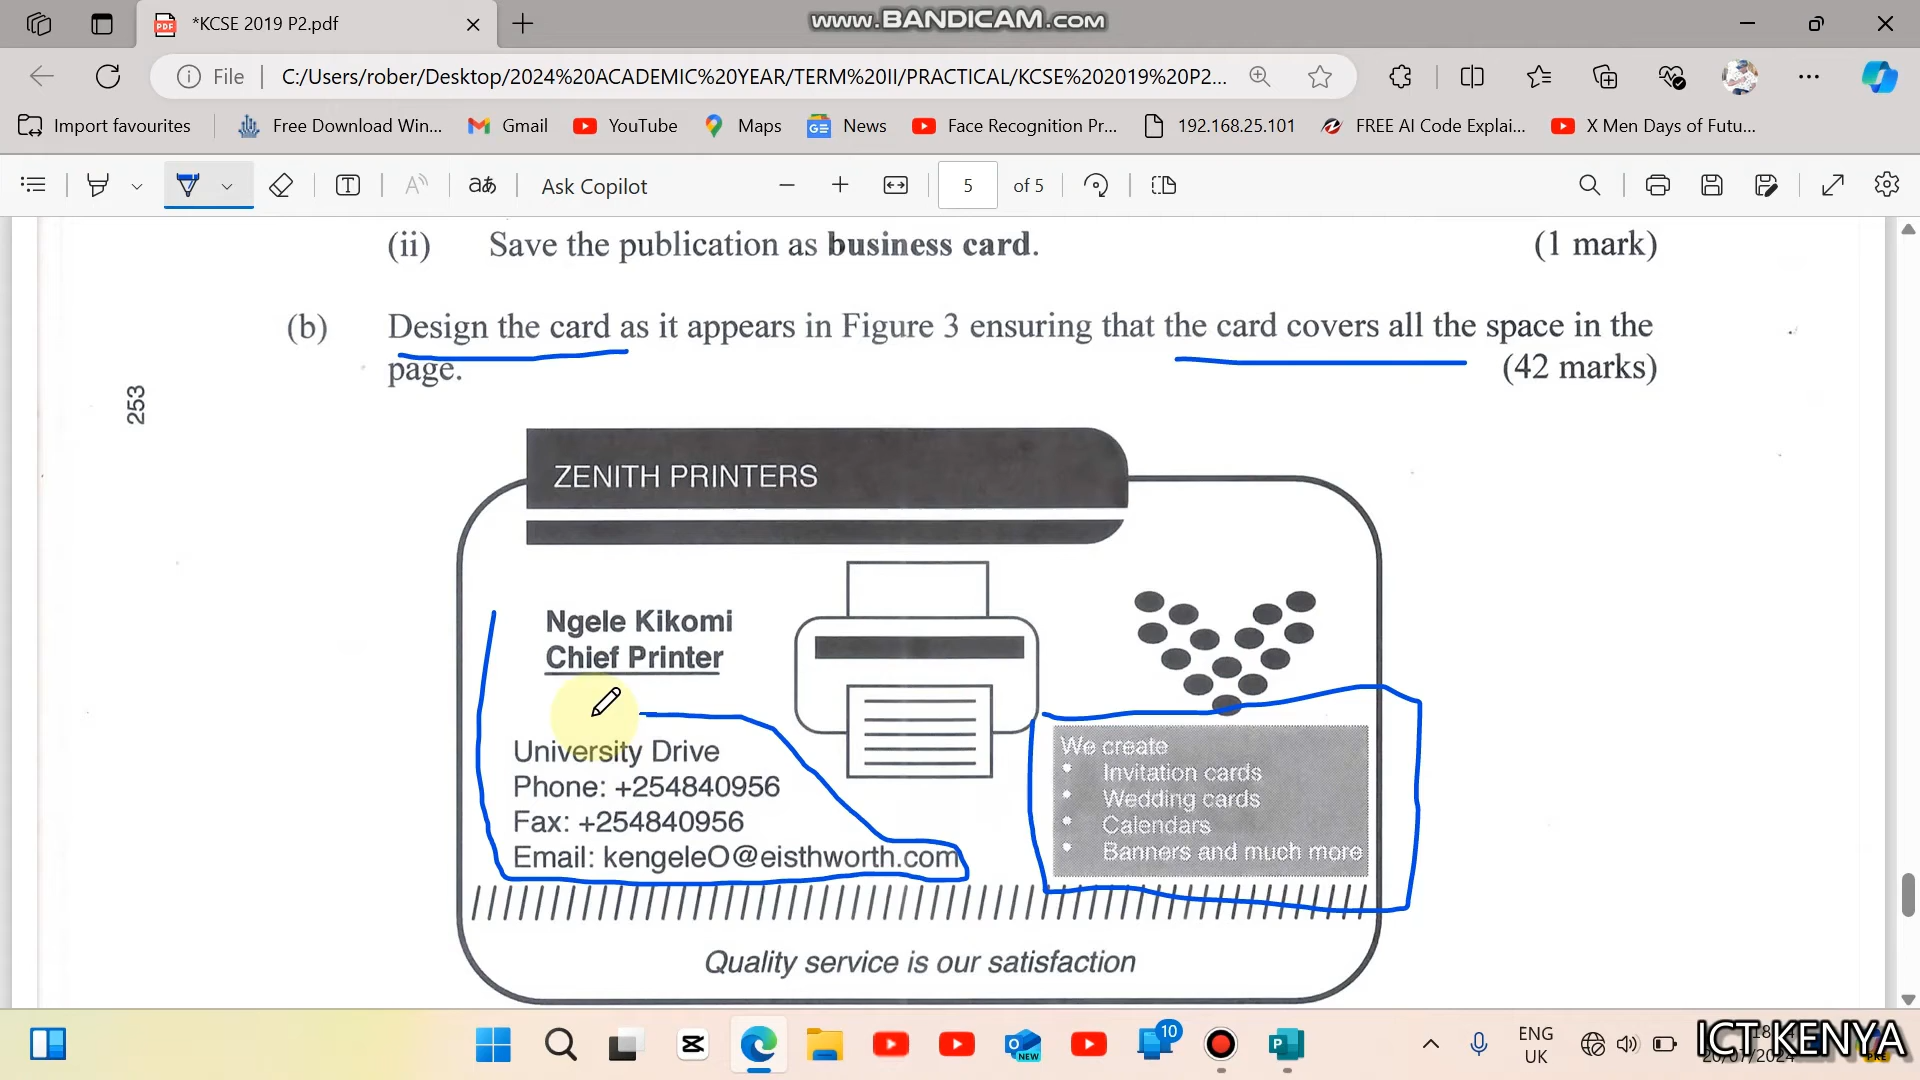 *KCSE 2019 P2.pdf
www.BANDICAM.com
File
C:/Users/rober/Desktop/2024%20ACADEMIC%20YEAR/TERM%20II/PRACTICAL/KCSE%202019%20P2...
Import favourites
Free Download Win...
Gmail
YouTube
Maps
News
Face Recognition Pr...
192.168.25.101
FREE AI Code Explai...
X Men Days of Futu...
Ask Copilot
5
of 5
(ii) Save the publication as business card. (1 mark)
(b) Design the card as it appears in Figure 3 ensuring that the card covers all the space in the
page. (42 marks)
253
ZENITH PRINTERS
Ngele Kikomi
Chief Printer
University Drive
Phone: +254840956
Fax: +254840956
Email: kengeleO@eisthworth.com
We create
• Invitation cards
• Wedding cards
• Calendars
• Banners and much more
Quality service is our satisfaction
10
ENG
UK
ICT KENYA